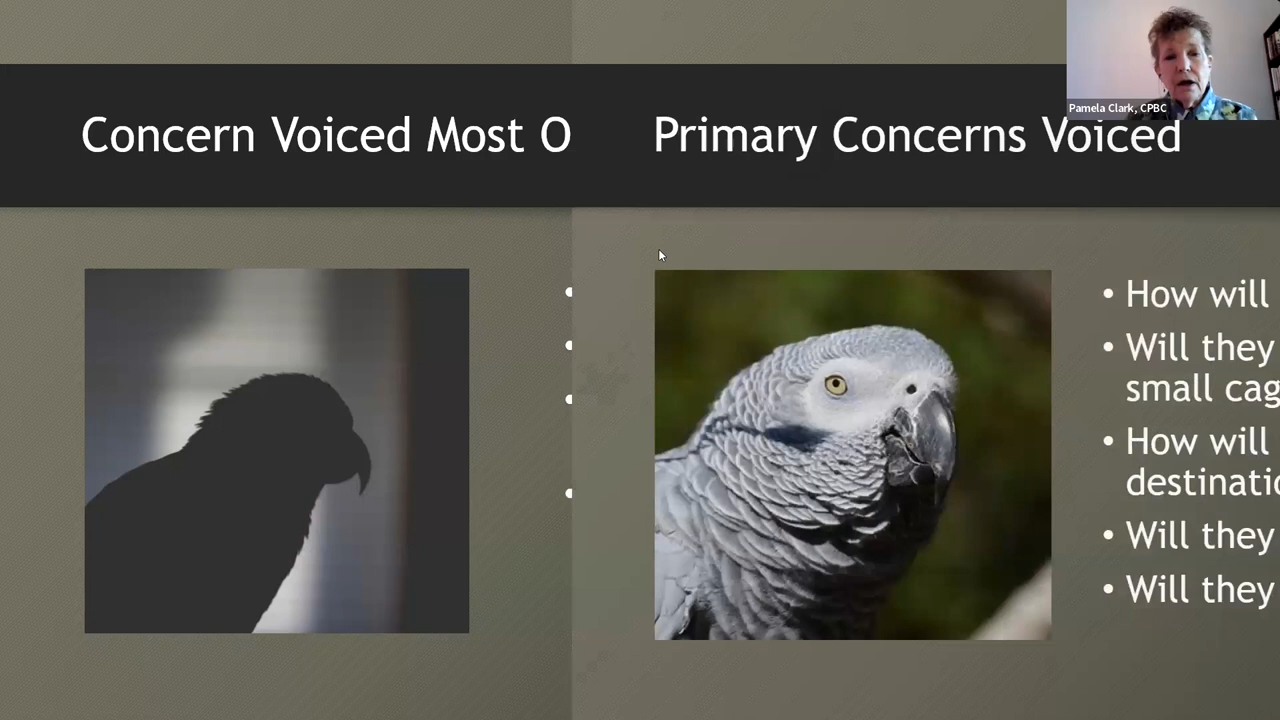 Concern Voiced Most O
Primary Concerns Voiced
Pamela Clark, CPBC
• How will
• Will they
small cag
• How will
destinatio
• Will they
• Will they